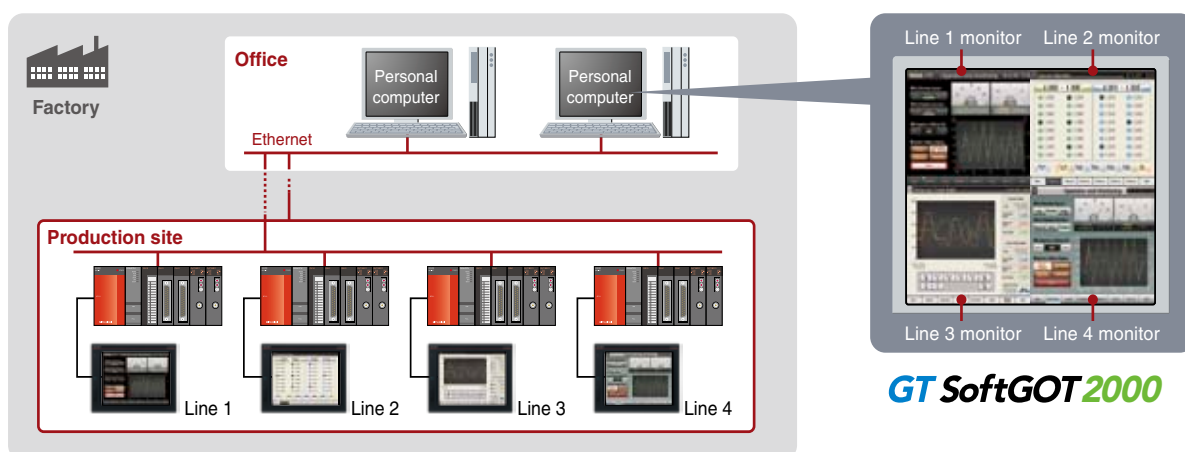 Factory
Office
Personal
computer
Personal
computer
Ethernet
Production site
Line 1
Line 2
Line 3
Line 4
Line 1 monitor
Line 2 monitor
Line 3 monitor
Line 4 monitor
GT SoftGOT2000